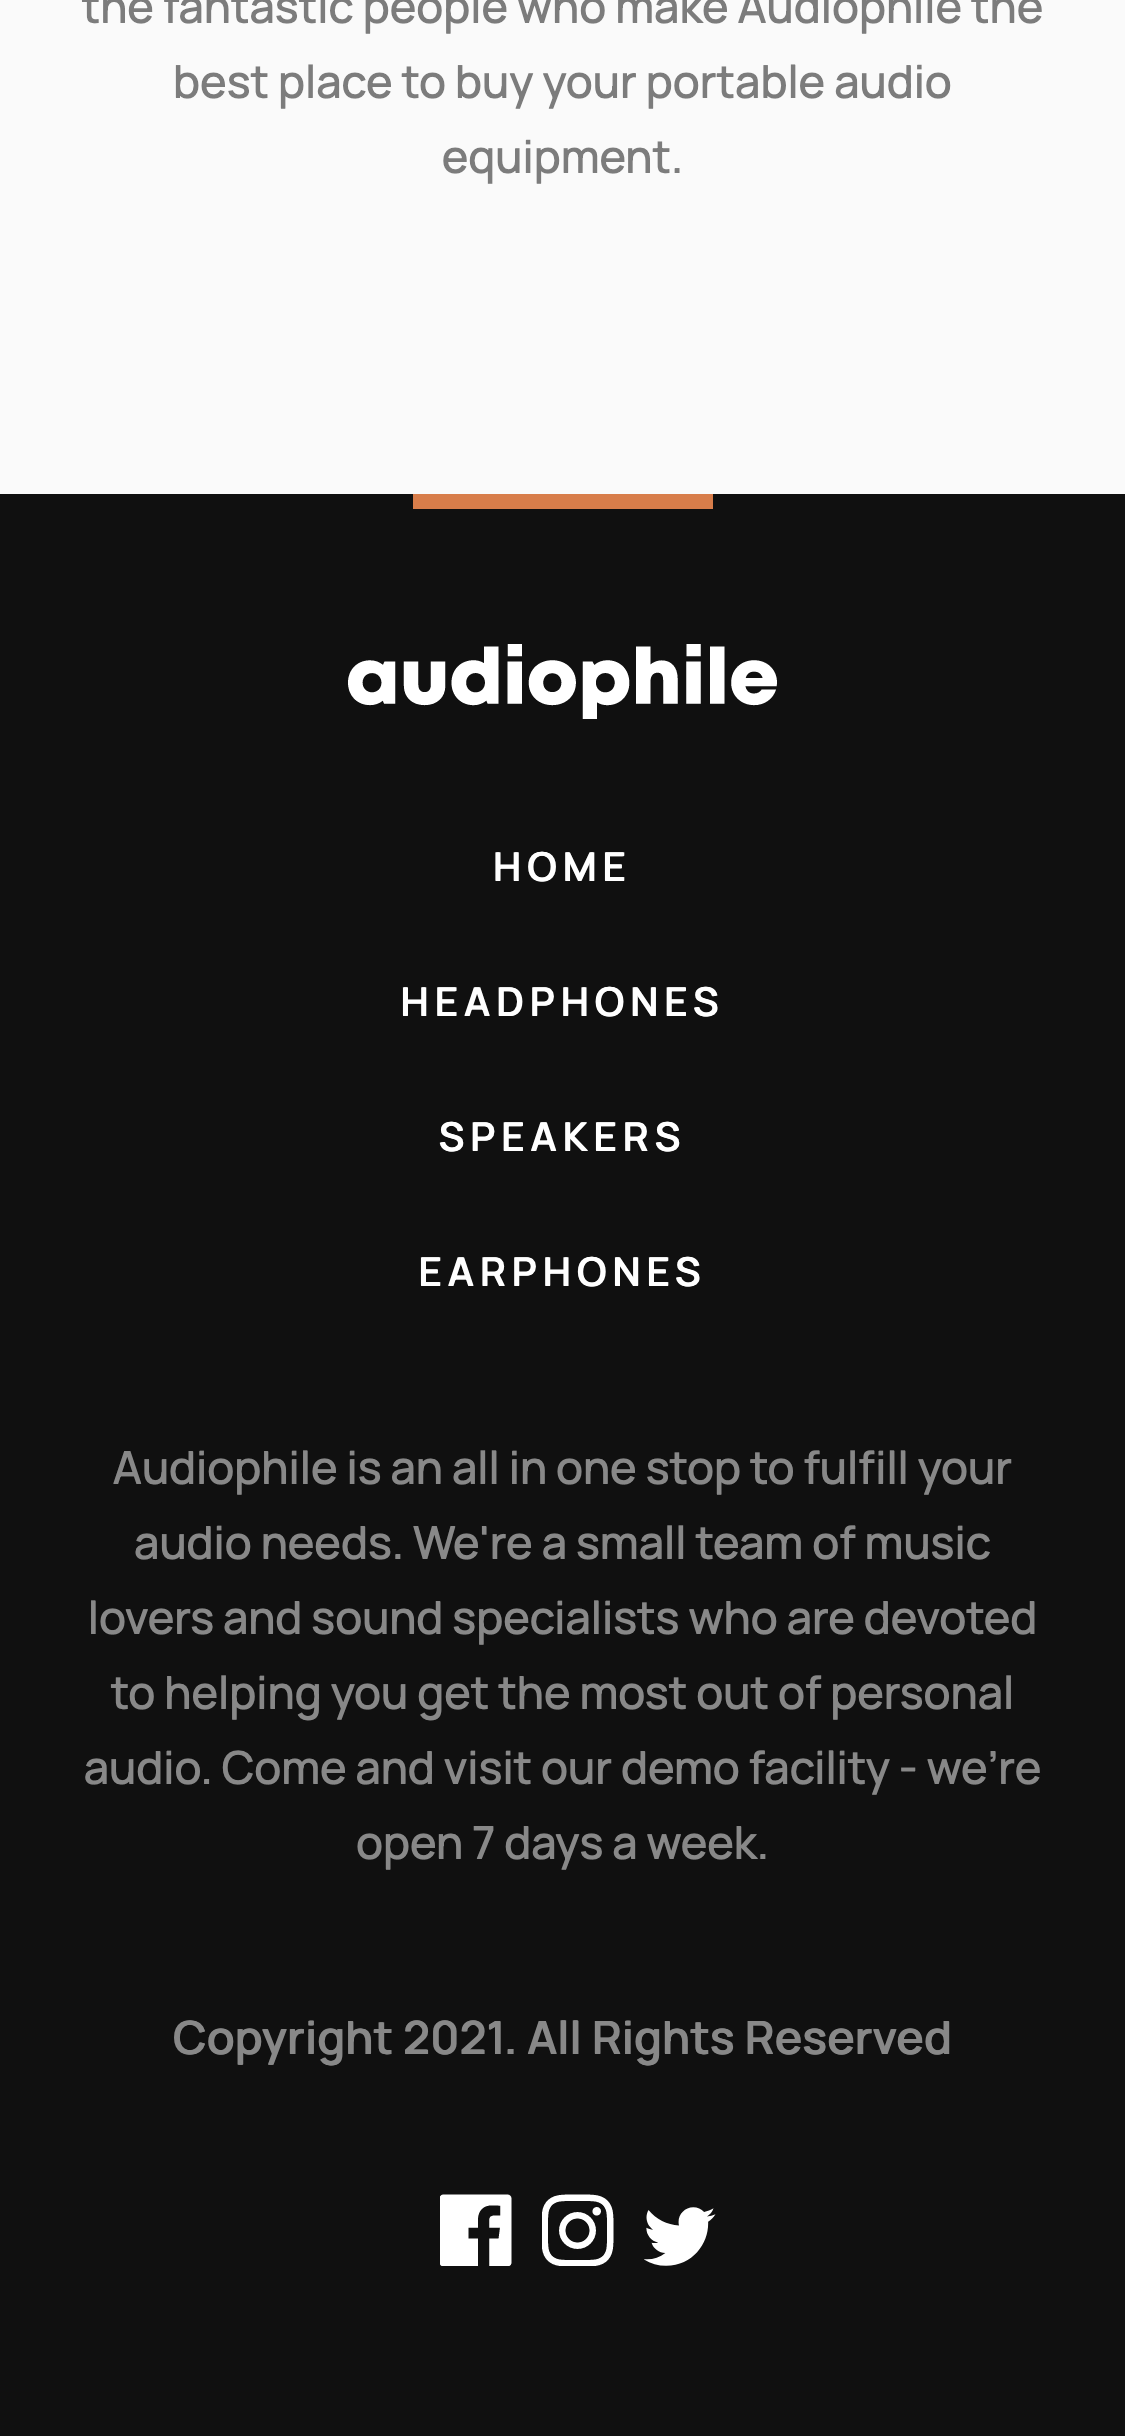 the fantastic people who make Audiophile the
best place to buy your portable audio
equipment.
audiophile
HOME
HEADPHONES
SPEAKERS
EARPHONES
Audiophile is an all in one stop to fulfill your
audio needs. We're a small team of music
lovers and sound specialists who are devoted
to helping you get the most out of personal
audio. Come and visit our demo facility - we’re
open 7 days a week.
Copyright 2021. All Rights Reserved